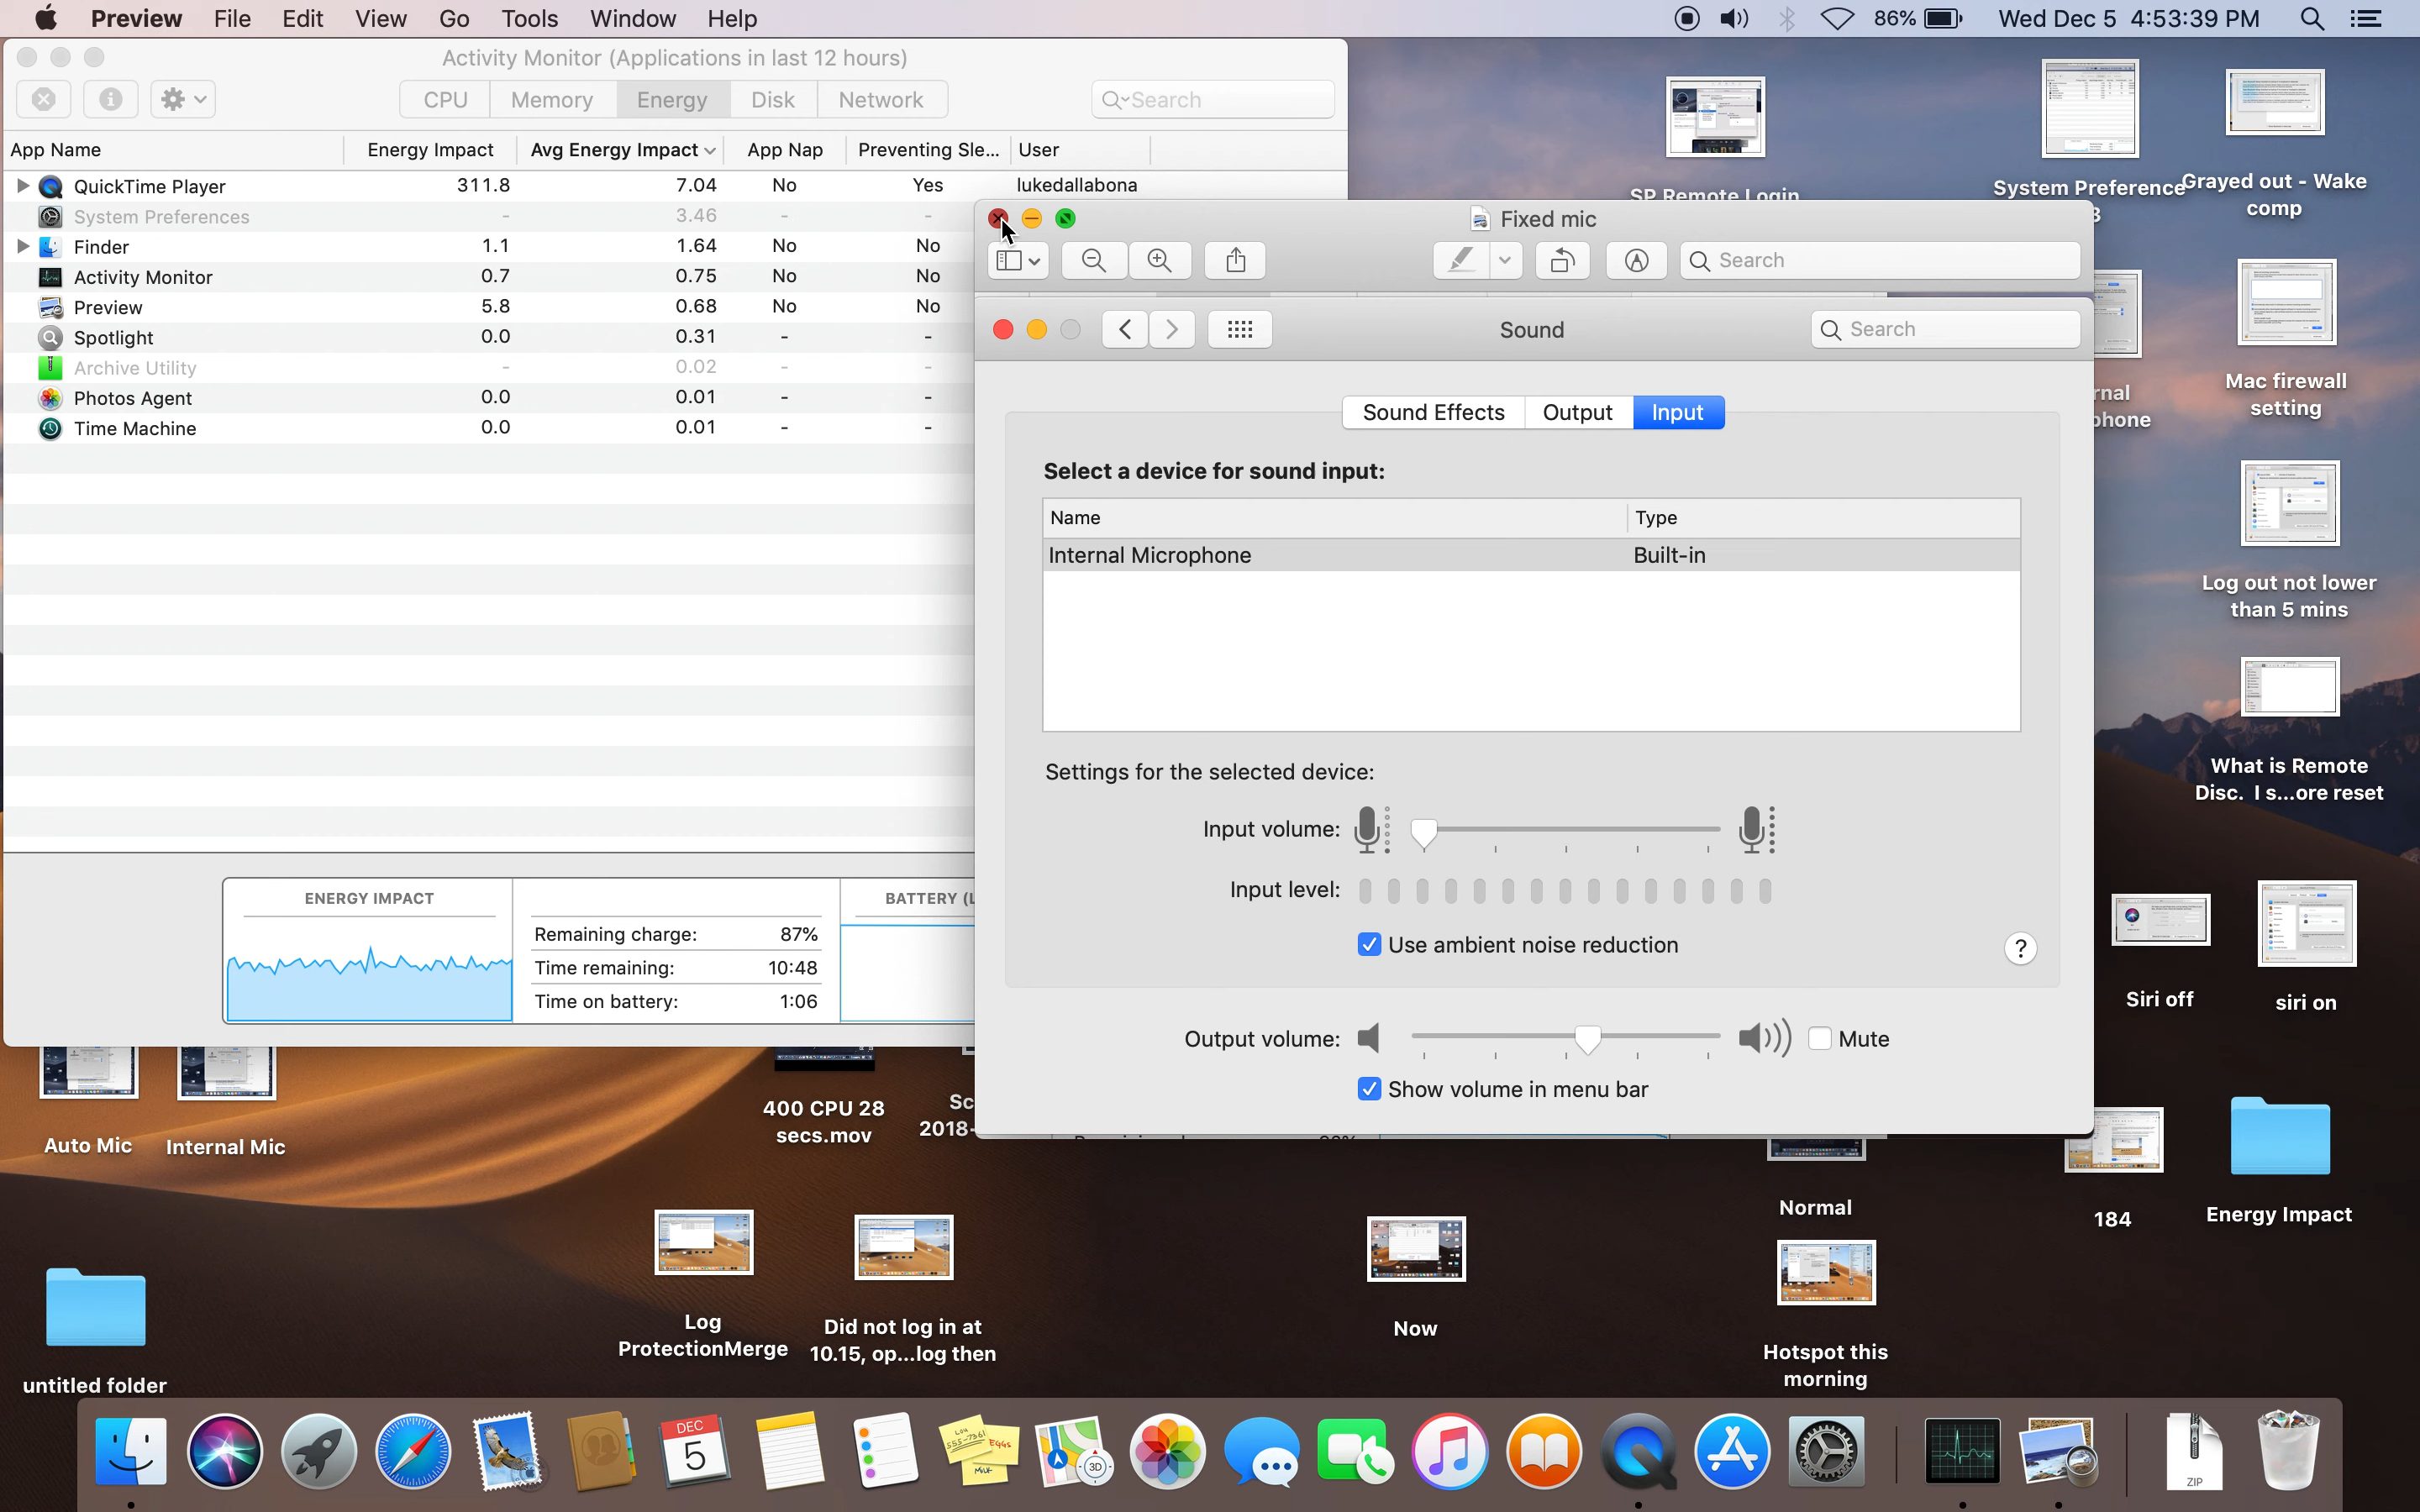 Preview File Edit View Go Tools Window Help
86% Wed Dec 5 4:53:39 PM
Activity Monitor (Applications in last 12 hours)
CPU Memory Energy Disk Network
Search
App Name Energy Impact Avg Energy Impact App Nap Preventing Sle... User
QuickTime Player 311.8 7.04 No Yes lukedallabona
System Preferences - 3.46 - -
Finder 1.1 1.64 No No
Activity Monitor 0.7 0.75 No No
Preview 5.8 0.68 No No
Spotlight 0.0 0.31 - -
Archive Utility - 0.02 - -
Photos Agent 0.0 0.01 - -
Time Machine 0.0 0.01 - -
ENERGY IMPACT
BATTERY (L
Remaining charge: 87%
Time remaining: 10:48
Time on battery: 1:06
Fixed mic
Search
Sound
Search
Sound Effects Output Input
Select a device for sound input:
Name Type
Internal Microphone Built-in
Settings for the selected device:
Input volume:
Input level:
Use ambient noise reduction
?
Output volume: Mute
Show volume in menu bar
SP Remote Login
System Preference
3
Grayed out - Wake
comp
rnal
phone
Mac firewall
setting
Log out not lower
than 5 mins
What is Remote
Disc. I s...ore reset
Siri off
siri on
Auto Mic
Internal Mic
400 CPU 28
secs.mov
Sc
2018-
Normal
184
Energy Impact
untitled folder
Log
ProtectionMerge
Did not log in at
10.15, op...log then
Now
Hotspot this
morning
DEC
5
555-7361
EGGS
MILK
3D
ZIP